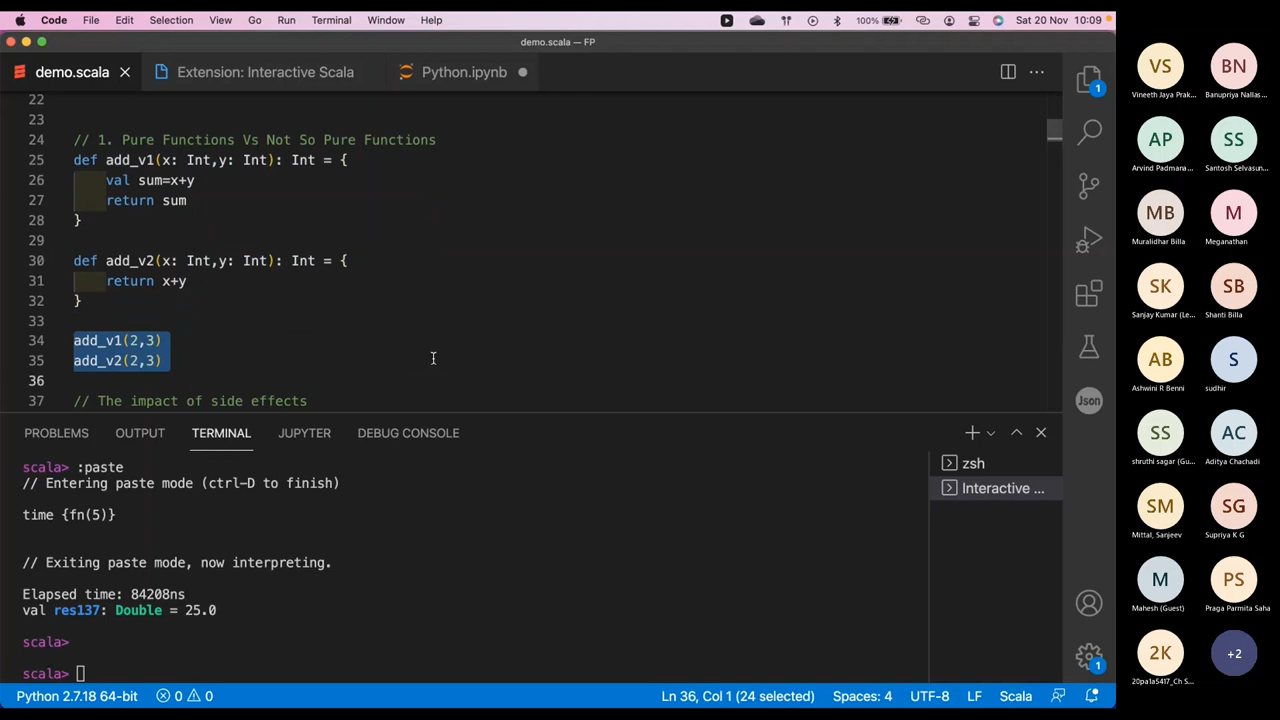 Code File Edit Selection View Go Run Terminal Window Help 100% Sat 20 Nov 10:09
demo.scala — FP
demo.scala Extension: Interactive Scala Python.ipynb
22
23
24 // 1. Pure Functions Vs Not So Pure Functions
25 def add_v1(x: Int,y: Int): Int = {
26 val sum=x+y
27 return sum
28 }
29
30 def add_v2(x: Int,y: Int): Int = {
31 return x+y
32 }
33
34 add_v1(2,3)
35 add_v2(2,3)
36
37 // The impact of side effects
1
Json
1
PROBLEMS OUTPUT TERMINAL JUPYTER DEBUG CONSOLE
scala> :paste
// Entering paste mode (ctrl-D to finish)
time {fn(5)}
// Exiting paste mode, now interpreting.
Elapsed time: 84208ns
val res137: Double = 25.0
scala>
scala>
zsh
Interactive ...
Python 2.7.18 64-bit 0 0 Ln 36, Col 1 (24 selected) Spaces: 4 UTF-8 LF Scala
VS BN
Vineeth Jaya Prak... Banupriya Nallas...
AP SS
Arvind Padmana... Santosh Selvasun...
MB M
Muralidhar Billa Meganathan
SK SB
Sanjay Kumar (Le... Shanti Billa
AB S
Ashwini R Benni sudhir
SS AC
shruthi sagar (Gu... Aditya Chachadi
SM SG
Mittal, Sanjeev Supriya K G
M PS
Mahesh (Guest) Praga Parmita Saha
2K +2
20pa1a5417_Ch S...